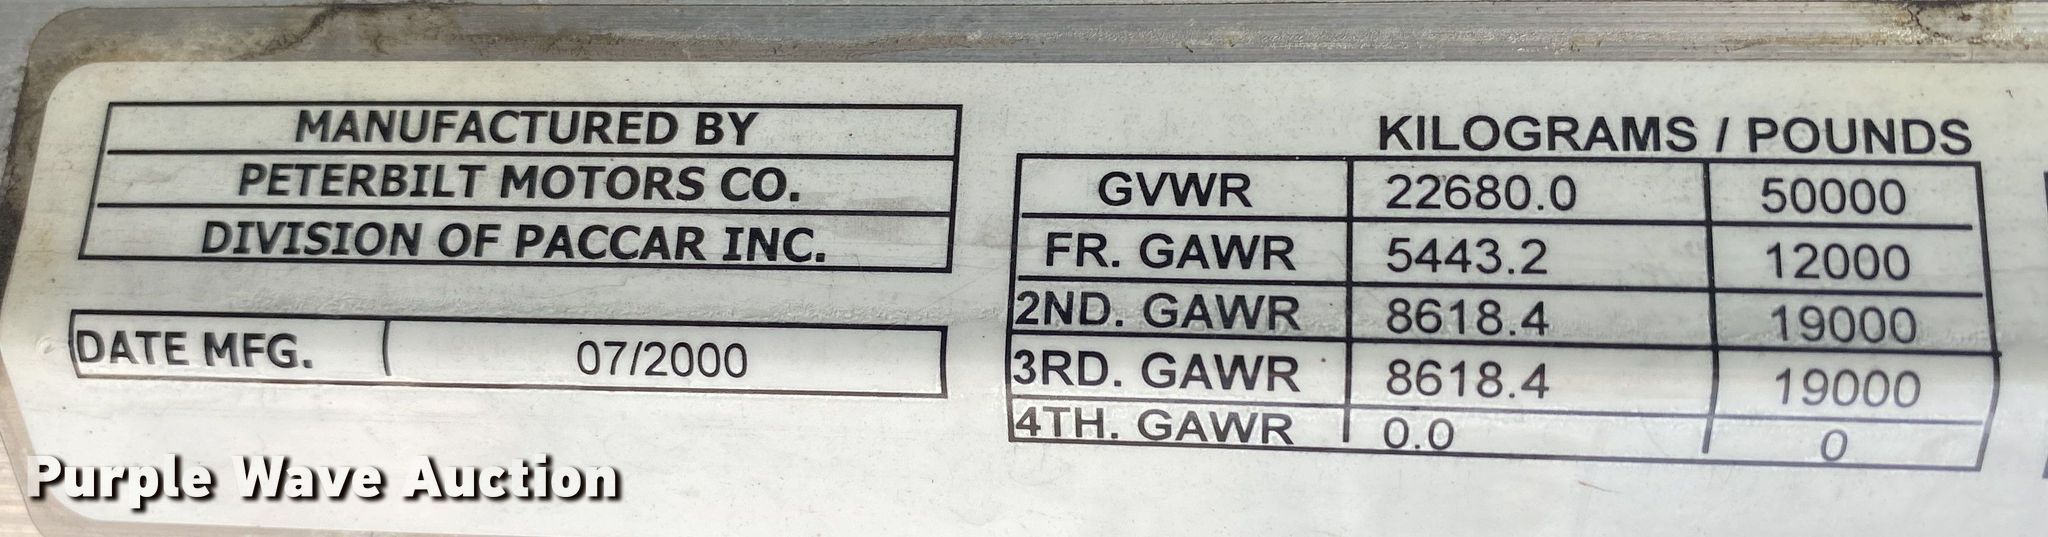 MANUFACTURED BY
PETERBILT MOTORS CO.
DIVISION OF PACCAR INC.
DATE MFG. 07/2000
KILOGRAMS / POUNDS
GVWR 22680.0 50000
FR. GAWR 5443.2 12000
2ND. GAWR 8618.4 19000
3RD. GAWR 8618.4 19000
4TH. GAWR 0.0 0
Purple Wave Auction